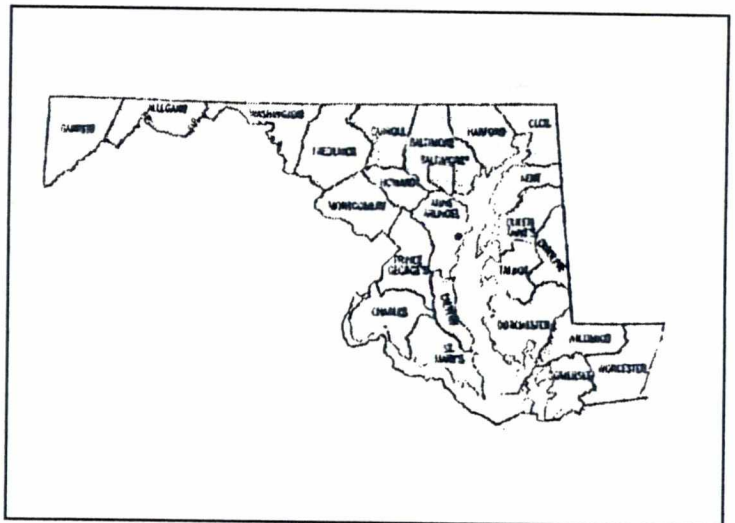 GARRETT
ALLEGANY
WASHINGTON
FREDERICK
CARROLL
BALTIMORE
BALTIMORE*
HARFORD
CECIL
HOWARD
MONTGOMERY
ANNE
ARUNDEL
KENT
QUEEN
ANNE'S
CAROLINE
TALBOT
PRINCE
GEORGE'S
CHARLES
CALVERT
ST.
MARY'S
DORCHESTER
WICOMICO
SOMERSET
WORCESTER